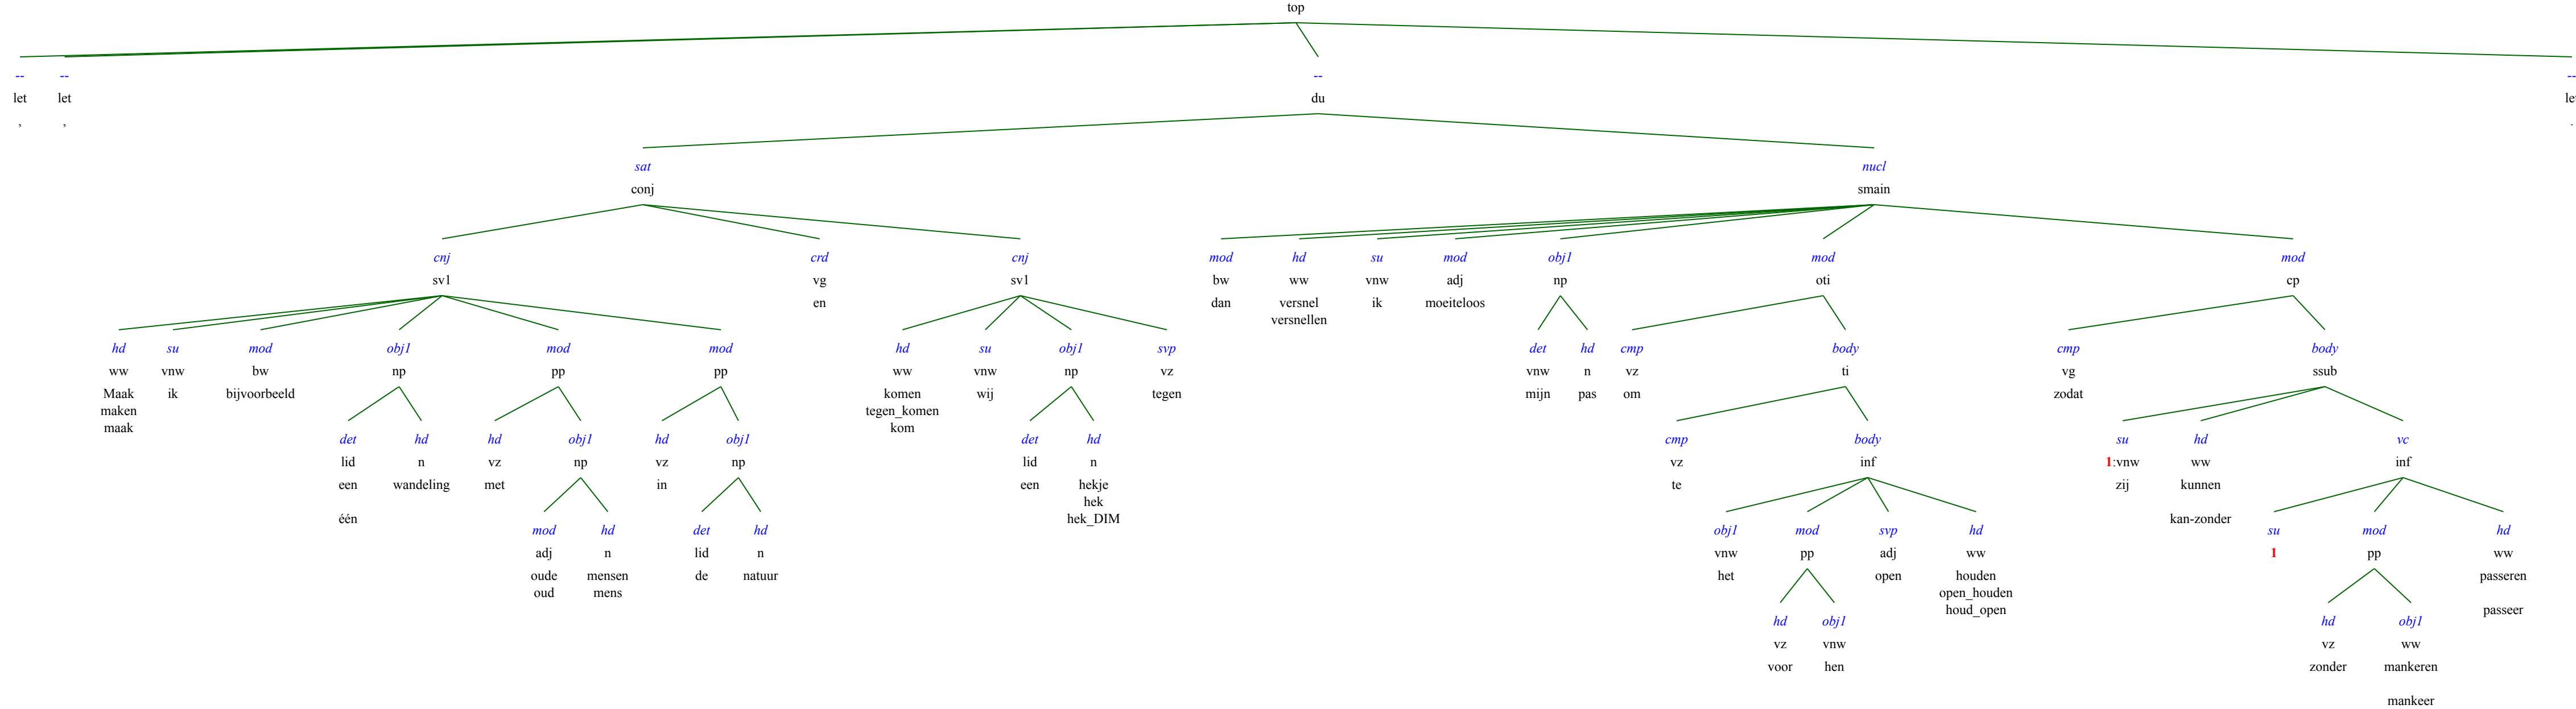 top
-- -- -- --
let let du le
, , .
sat nucl
conj smain
cnj crd cnj mod hd su mod obj1 mod mod
sv1 vg sv1 bw ww vnw adj np oti cp
en dan versnel ik moeiteloos
versnellen
hd su mod obj1 mod mod hd su obj1 svp det hd cmp body cmp body
ww vnw bw np pp pp ww vnw np vz vnw n vz ti vg ssub
Maak ik bijvoorbeeld komen wij tegen mijn pas om zodat
maken tegen_komen
maak kom
det hd hd obj1 hd obj1 det hd cmp body su hd vc
lid n vz np vz np lid n vz inf 1:vnw ww inf
een wandeling met in een hekje te zij kunnen
hek
één hek_DIM kan-zonder
mod hd det hd obj1 mod svp hd su mod hd
adj n lid n vnw pp adj ww 1 pp ww
oude mensen de natuur het open houden passeren
oud mens open_houden
houd_open passeer
hd obj1 hd obj1
vz vnw vz ww
voor hen zonder mankeren
mankeer